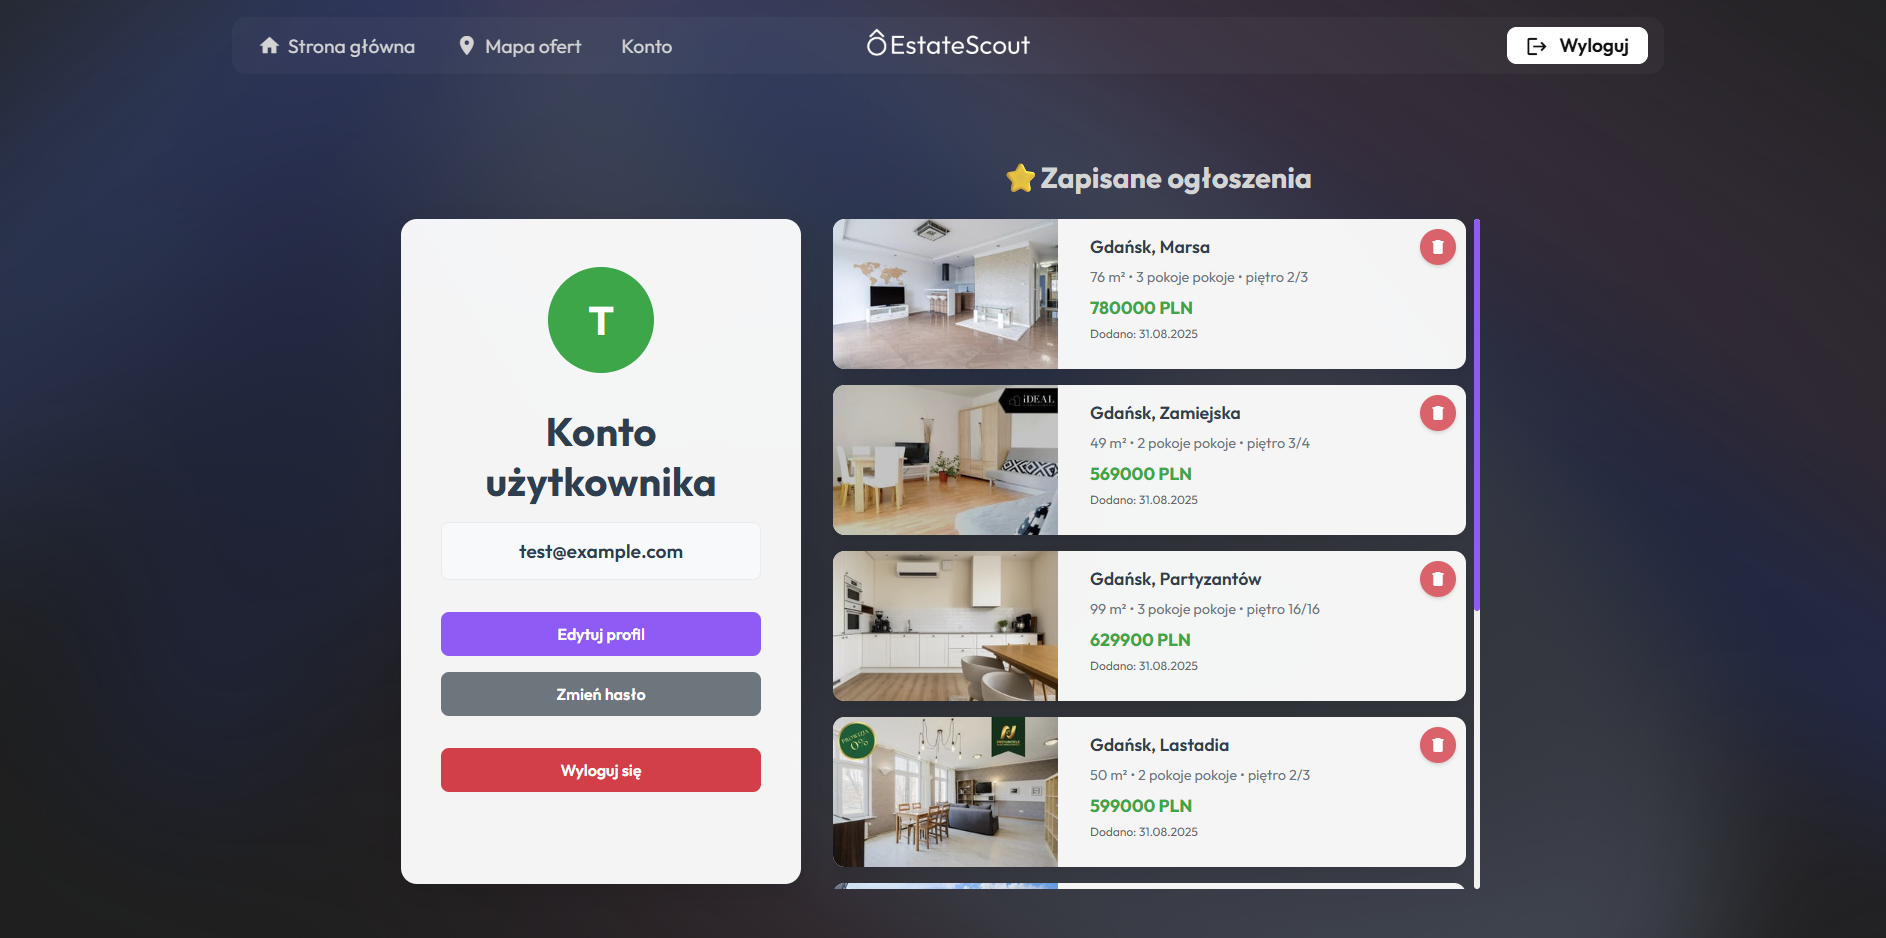 Strona główna
Mapa ofert
Konto
EstateScout
Wyloguj
Zapisane ogłoszenia
T
Konto
użytkownika
test@example.com
Edytuj profil
Zmień hasło
Wyloguj się
Gdańsk, Marsa
76 m² • 3 pokoje pokoje • piętro 2/3
780000 PLN
Dodano: 31.08.2025
iDEAL
Gdańsk, Zamiejska
49 m² • 2 pokoje pokoje • piętro 3/4
569000 PLN
Dodano: 31.08.2025
Gdańsk, Partyzantów
99 m² • 3 pokoje pokoje • piętro 16/16
629900 PLN
Dodano: 31.08.2025
PROWIZJA
0%
Gdańsk, Lastadia
50 m² • 2 pokoje pokoje • piętro 2/3
599000 PLN
Dodano: 31.08.2025